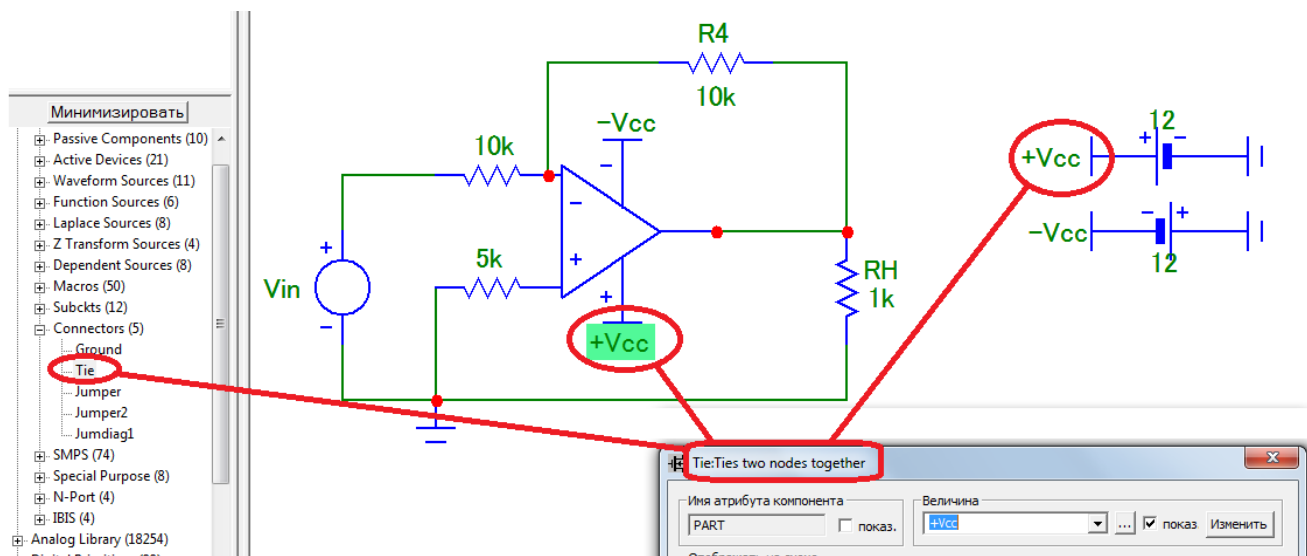 Минимизировать
Passive Components (10)
Active Devices (21)
Waveform Sources (11)
Function Sources (6)
Laplace Sources (8)
Z Transform Sources (4)
Dependent Sources (8)
Macros (50)
Subckts (12)
Connectors (5)
Ground
Tie
Jumper
Jumper2
Jumdiag1
SMPS (74)
Special Purpose (8)
N-Port (4)
IBIS (4)
Analog Library (18254)
R4
10k
-Vcc
10k
-
-
+
5k
+
+Vcc
+
Vin
-
RH
1k
12
+Vcc
+ -
-Vcc
- +
12
Tie:Ties two nodes together
Имя атрибута компонента
PART
показ.
Величина
+Vcc
...
показ
Изменить